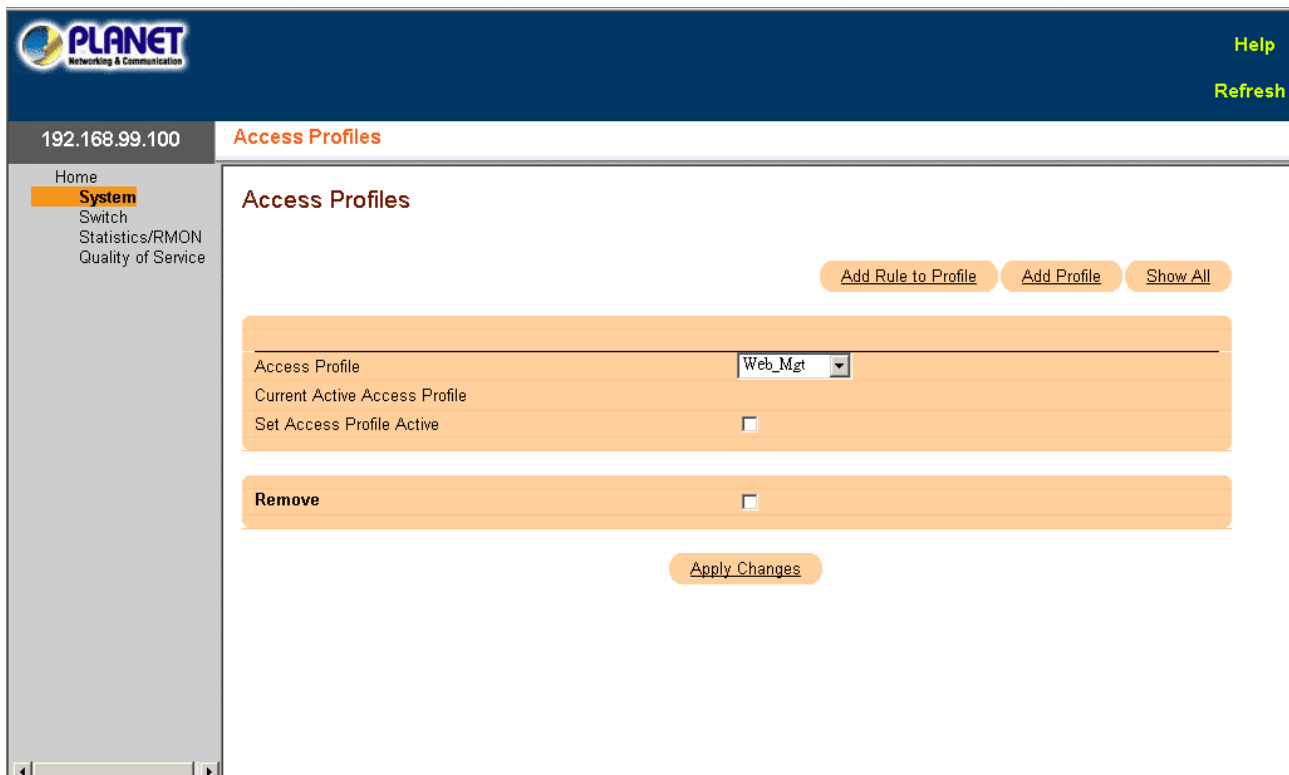 PLANET
Networking & Communication
Help
Refresh
192.168.99.100
Access Profiles
Home
System
Switch
Statistics/RMON
Quality of Service
Access Profiles
Add Rule to Profile
Add Profile
Show All
Access Profile
Web_Mgt
Current Active Access Profile
Set Access Profile Active
Remove
Apply Changes